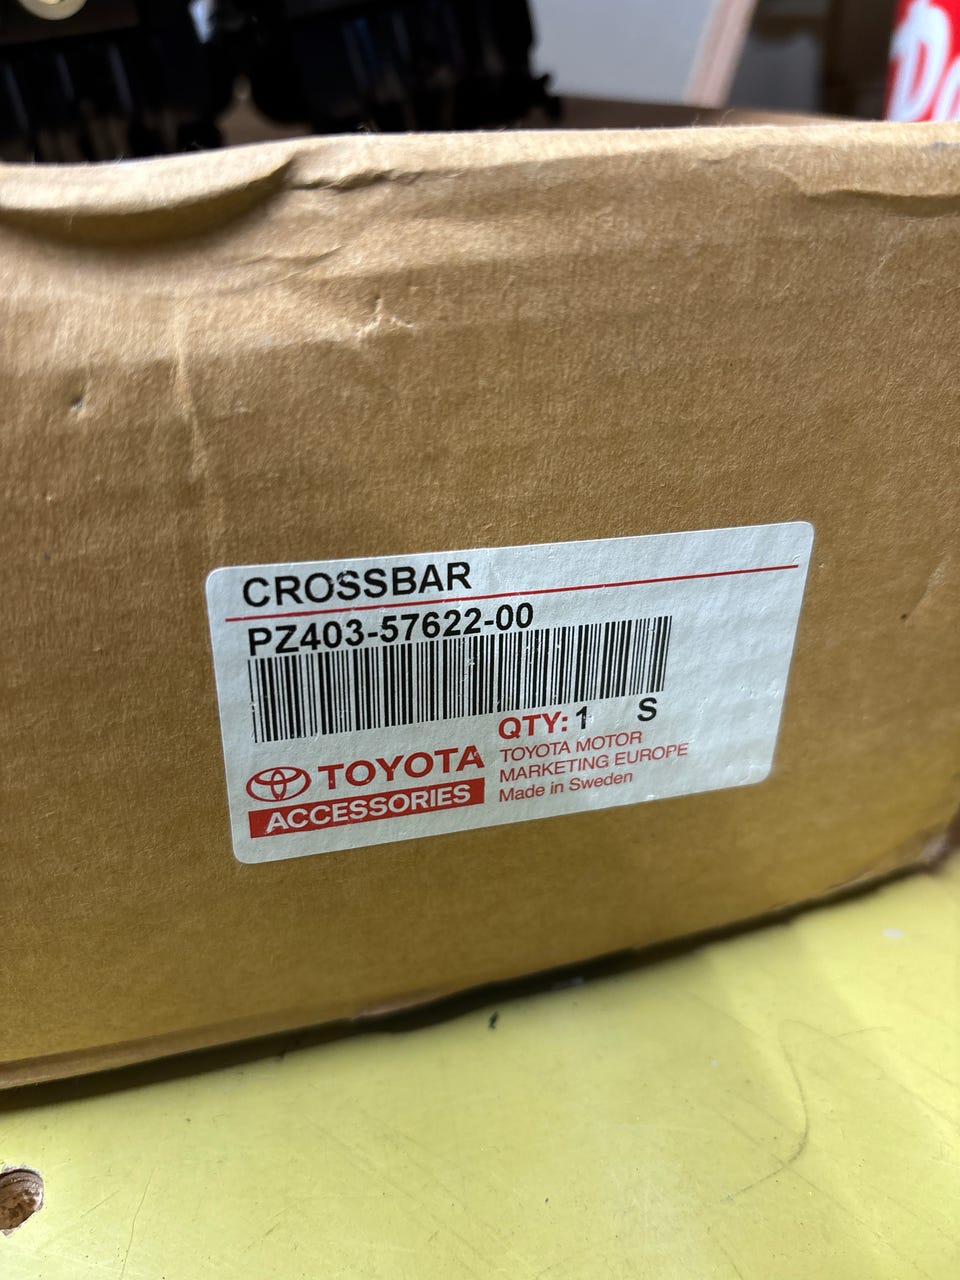 CROSSBAR
PZ403-57622-00
QTY: 1 S
TOYOTA
ACCESSORIES
TOYOTA MOTOR
MARKETING EUROPE
Made in Sweden